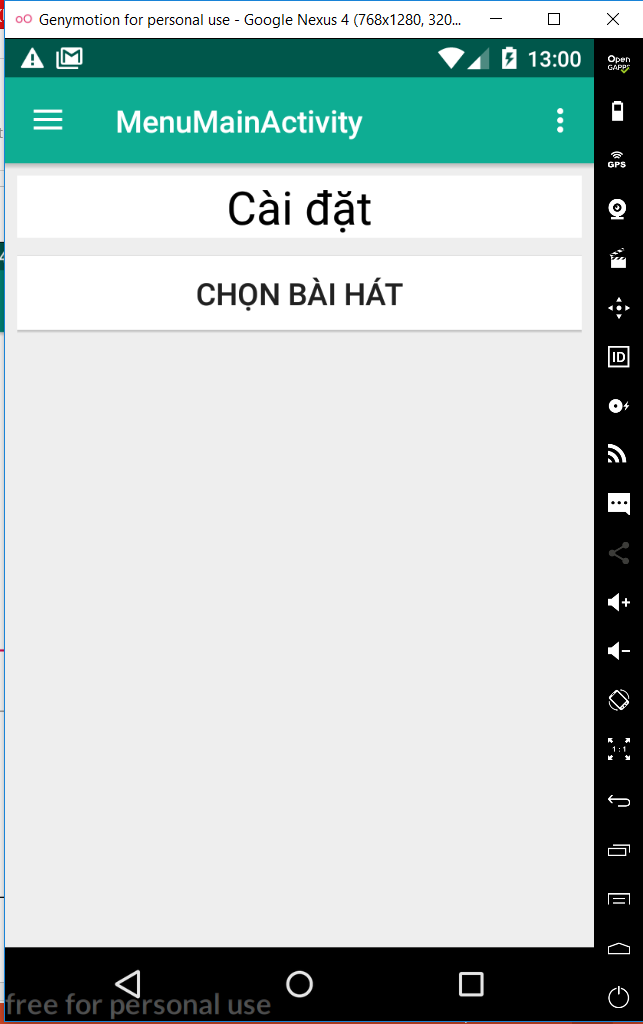 Genymotion for personal use - Google Nexus 4 (768x1280, 320...
13:00
Open
GAPPS
MenuMainActivity
GPS
Cài đặt
CHỌN BÀI HÁT
ID
1:1
free for personal use